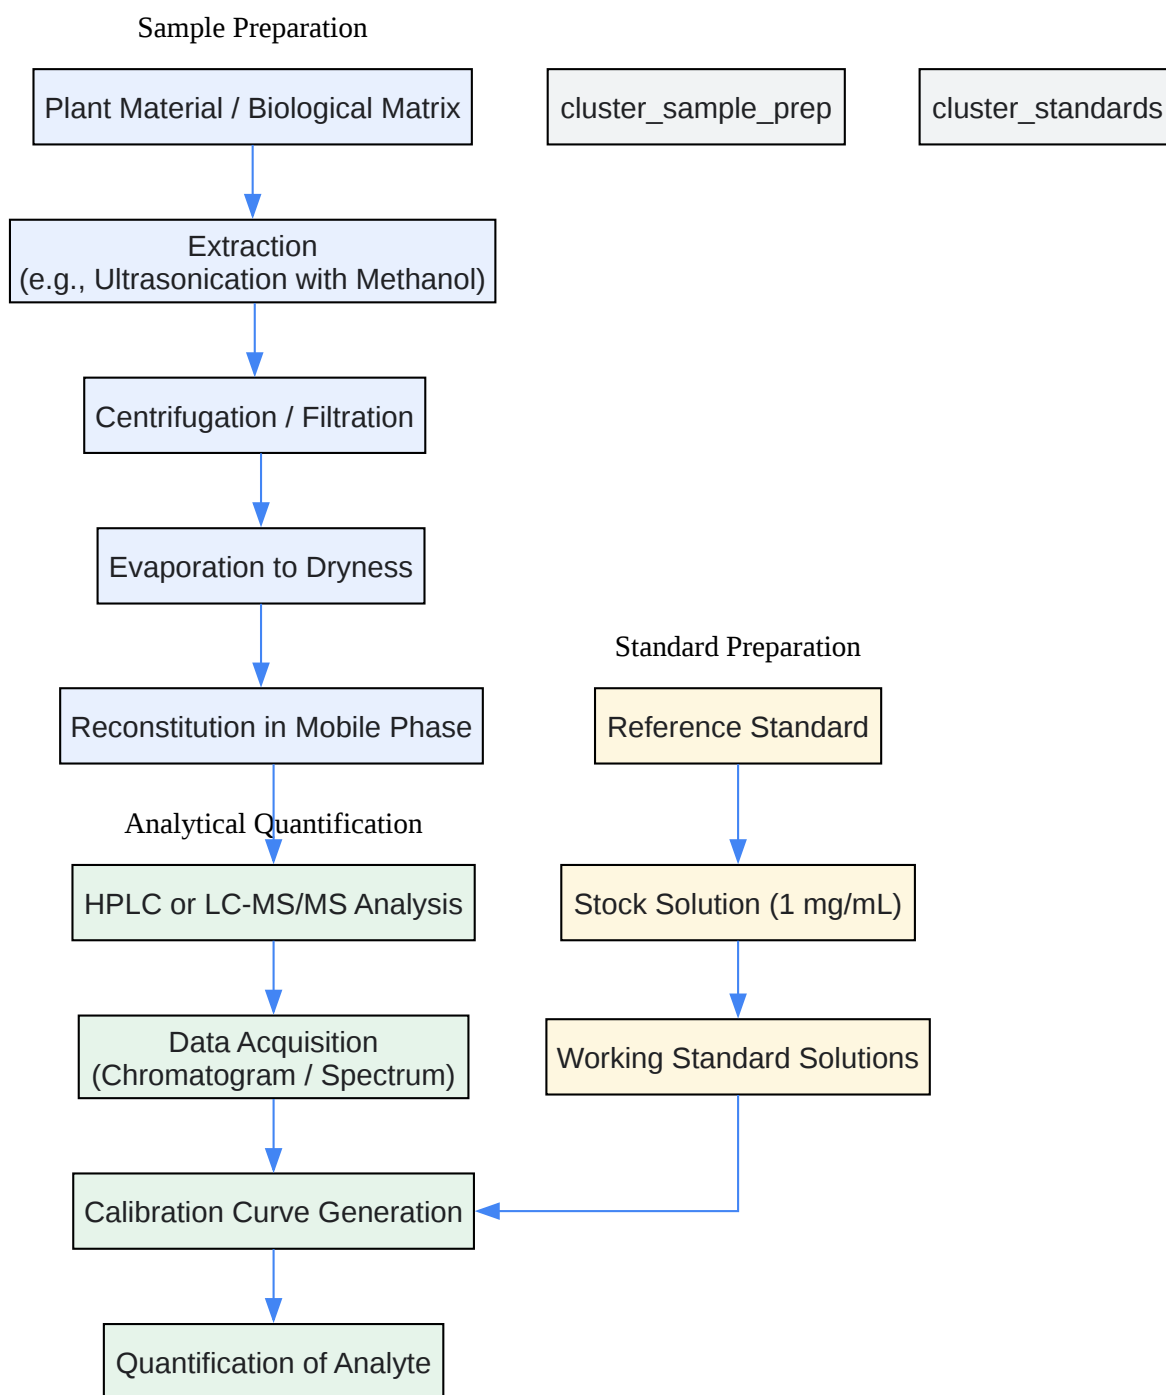 Sample Preparation
Plant Material / Biological Matrix
cluster_sample_prep
cluster_standards
Extraction
(e.g., Ultrasonication with Methanol)
Centrifugation / Filtration
Evaporation to Dryness
Reconstitution in Mobile Phase
Analytical Quantification
HPLC or LC-MS/MS Analysis
Data Acquisition
(Chromatogram / Spectrum)
Calibration Curve Generation
Quantification of Analyte
Standard Preparation
Reference Standard
Stock Solution (1 mg/mL)
Working Standard Solutions